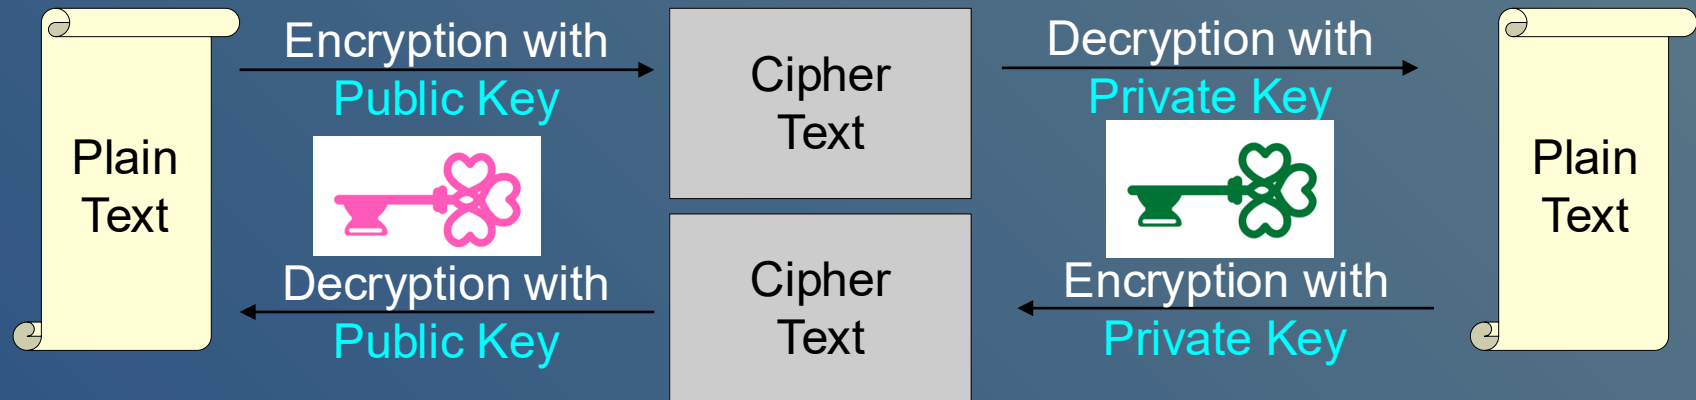 Plain
Text
Encryption with
Public Key
Cipher
Text
Decryption with
Private Key
Plain
Text
Decryption with
Public Key
Cipher
Text
Encryption with
Private Key